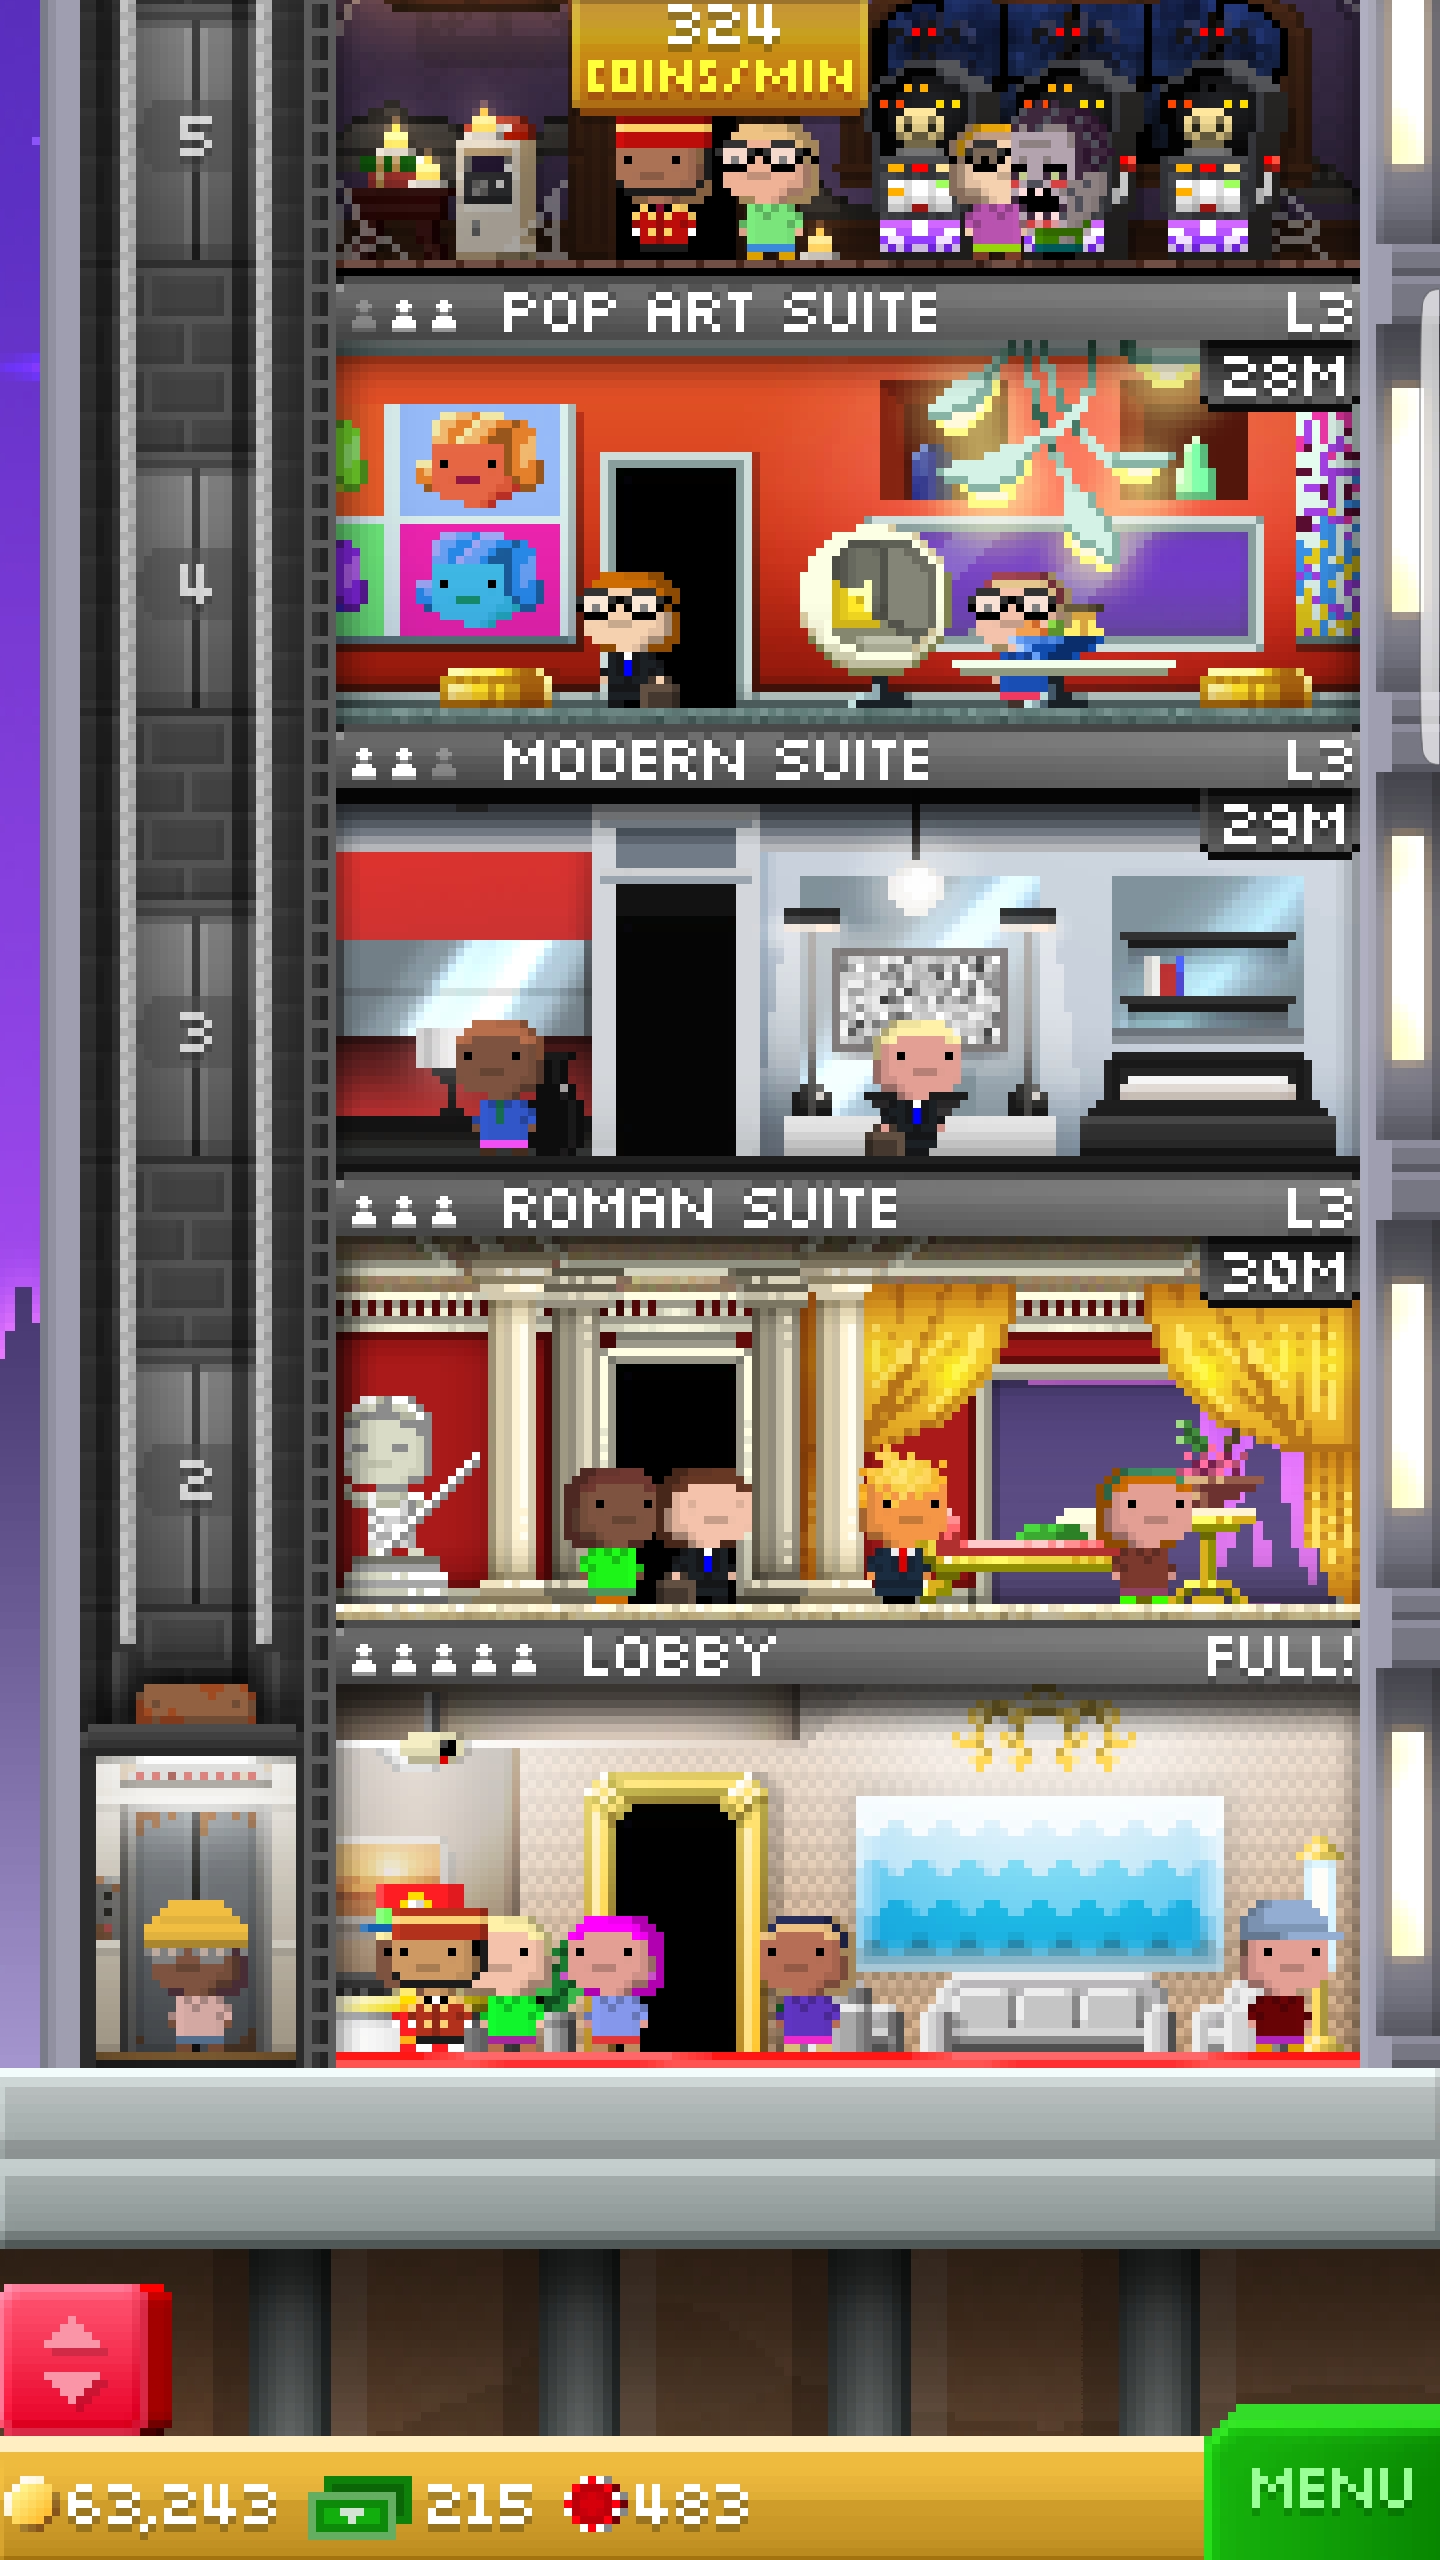 324
COINS/MIN
5
POP ART SUITE L3
28M
4
MODERN SUITE L3
29M
3
ROMAN SUITE L3
30M
2
LOBBY FULL!
63,243 215 483
MENU